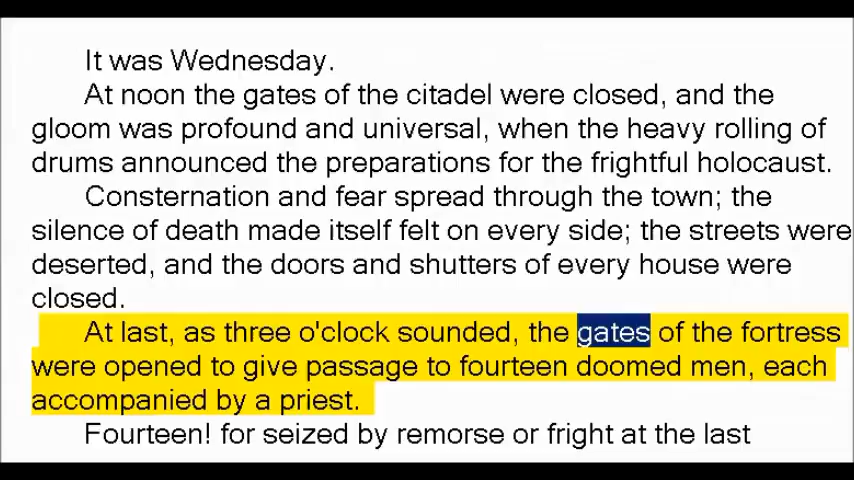 It was Wednesday.
At noon the gates of the citadel were closed, and the
gloom was profound and universal, when the heavy rolling of
drums announced the preparations for the frightful holocaust.
Consternation and fear spread through the town; the
silence of death made itself felt on every side; the streets were
deserted, and the doors and shutters of every house were
closed.
At last, as three o'clock sounded, the gates of the fortress
were opened to give passage to fourteen doomed men, each
accompanied by a priest.
Fourteen! for seized by remorse or fright at the last